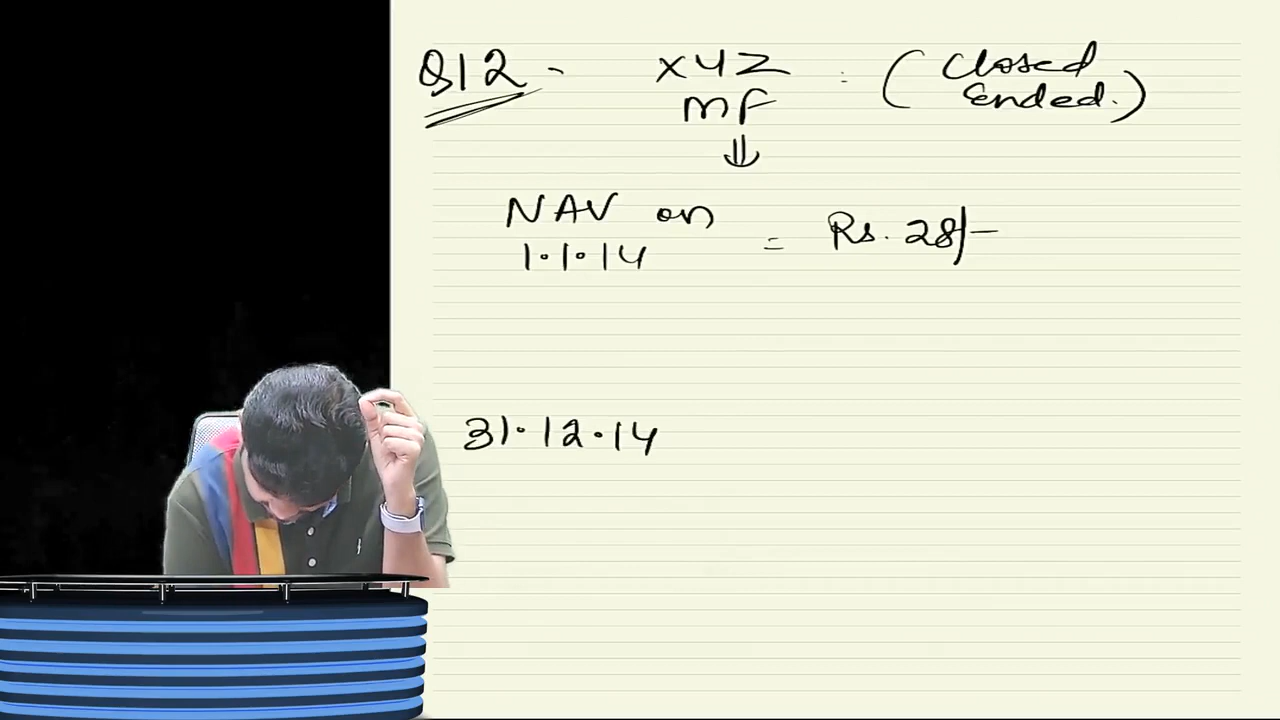 Q12 - XYZ : (Closed
MF Ended.)
⇓
NAV on
1.1.14 = Rs. 28/-
31.12.14